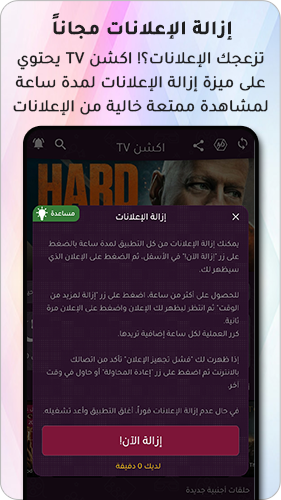 إزالة الإعلانات مجاناً
تزعجك الإعلانات؟! اكشن TV يحتوي
على ميزة إزالة الإعلانات لمدة ساعة
لمشاهدة ممتعة خالية من الإعلانات
اكشن TV
HARD
إزالة الإعلانات
مساعدة
يمكنك إزالة الإعلانات من كل التطبيق لمدة ساعة بالضغط
على زر "إزالة الآن!" في الأسفل, ثم الضغط على الإعلان الذي
سيظهر لك.
للحصول على أكثر من ساعة, اضغط على زر "إزالة لمزيد من
الوقت" ثم انتظر ليظهر لك الإعلان واضغط على الإعلان مرة
ثانية.
كرر العملية لكل ساعة إضافية تريدها.
إذا ظهرت لك "فشل تجهيز الإعلان" تأكد من اتصالك
بالانترنت ثم اضغط على زر "إعادة المحاولة" أو حاول في وقت
آخر.
في حال عدم إزالة الإعلانات فوراً, أغلق التطبيق وأعد تشغيله.
إزالة الآن!
لديك 0 دقيقة
حلقات أجنبية جديدة